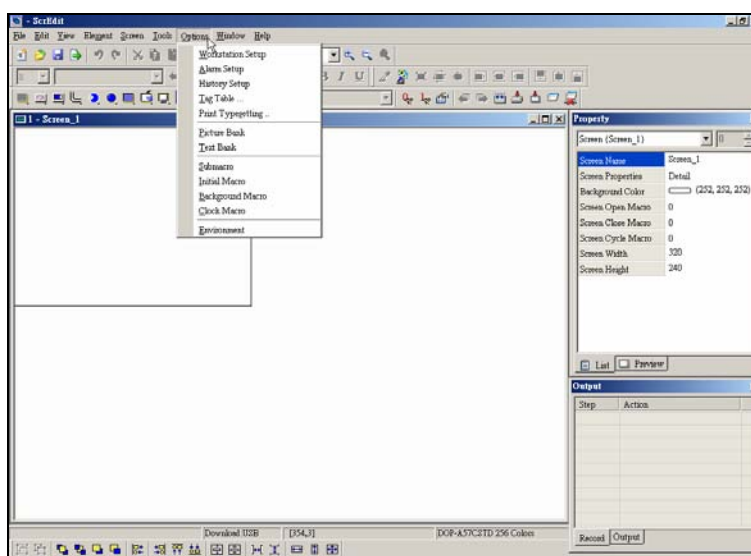 - ScrEdit
File Edit View Element Screen Tools Options Window Help
Workstation Setup
Alarm Setup
History Setup
Tag Table ...
Print Typesetting ..
Picture Bank
Text Bank
Submacro
Initial Macro
Background Macro
Clock Macro
Environment
1 - Screen_1
Property
Screen (Screen_1) 0
Screen Name Screen_1
Screen Properties Detail
Background Color (252, 252, 252)
Screen Open Macro 0
Screen Close Macro 0
Screen Cycle Macro 0
Screen Width 320
Screen Height 240
List Preview
Output
Step Action
Record Output
Download:USB [354,3] DOP-A57CSTD 256 Colors